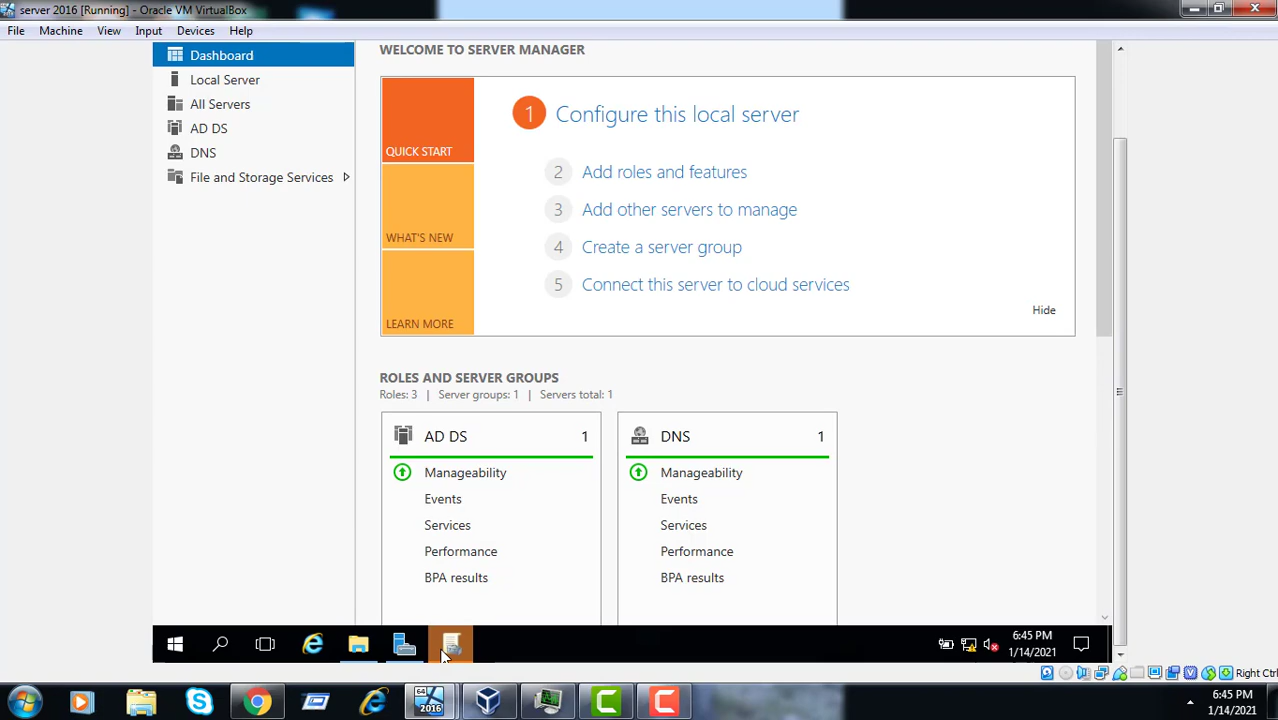 server 2016 [Running] - Oracle VM VirtualBox
File Machine View Input Devices Help
Dashboard
Local Server
All Servers
AD DS
DNS
File and Storage Services
WELCOME TO SERVER MANAGER
QUICK START
WHAT'S NEW
LEARN MORE
1 Configure this local server
2 Add roles and features
3 Add other servers to manage
4 Create a server group
5 Connect this server to cloud services
Hide
ROLES AND SERVER GROUPS
Roles: 3 | Server groups: 1 | Servers total: 1
AD DS 1
Manageability
Events
Services
Performance
BPA results
DNS 1
Manageability
Events
Services
Performance
BPA results
6:45 PM
1/14/2021
Right Ctrl
64
2016
6:45 PM
1/14/2021